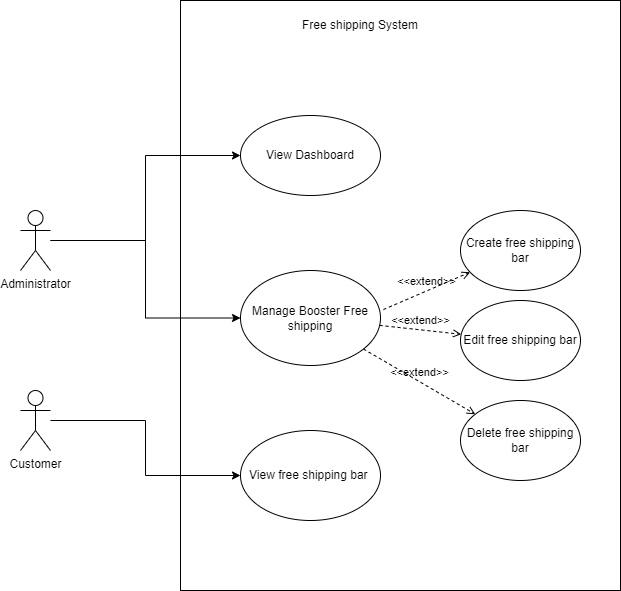 Free shipping System
View Dashboard
Administrator
Create free shipping
bar
<<extend>>
Manage Booster Free
shipping
<<extend>>
Edit free shipping bar
<<extend>>
Delete free shipping
bar
Customer
View free shipping bar